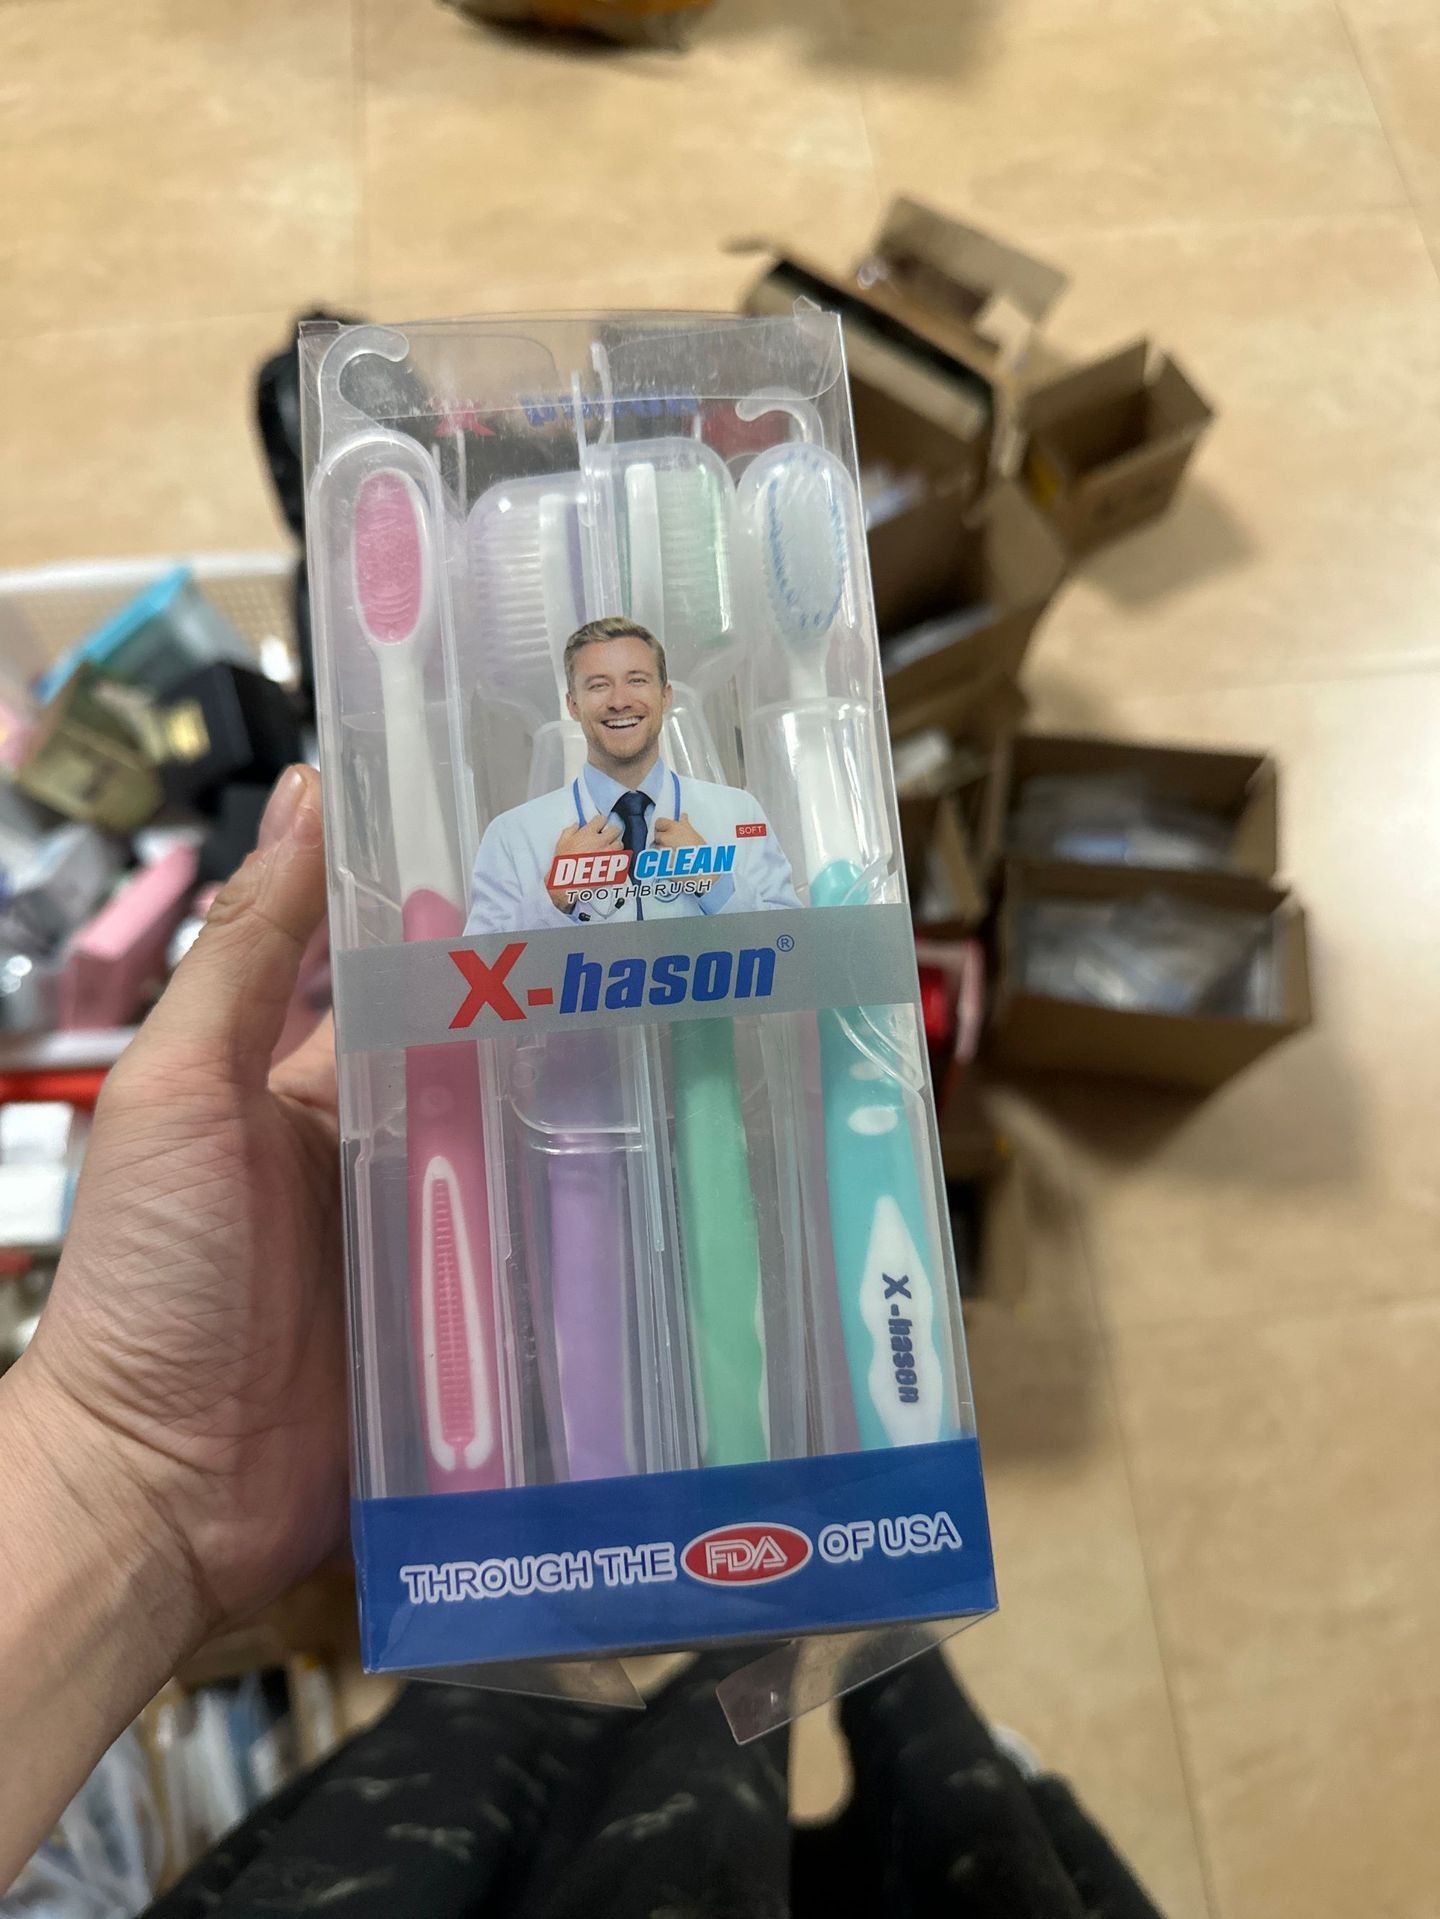 SOFT
DEEP CLEAN
TOOTHBRUSH
X-hason®
X-hason
THROUGH THE FDA OF USA